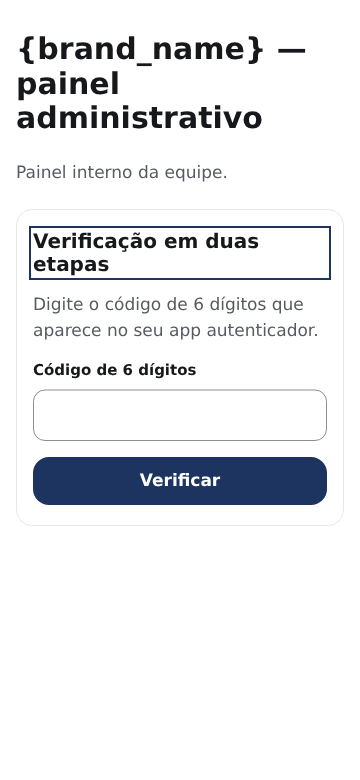 {brand_name} —
painel
administrativo
Painel interno da equipe.
Verificação em duas
etapas
Digite o código de 6 dígitos que
aparece no seu app autenticador.
Código de 6 dígitos
Verificar